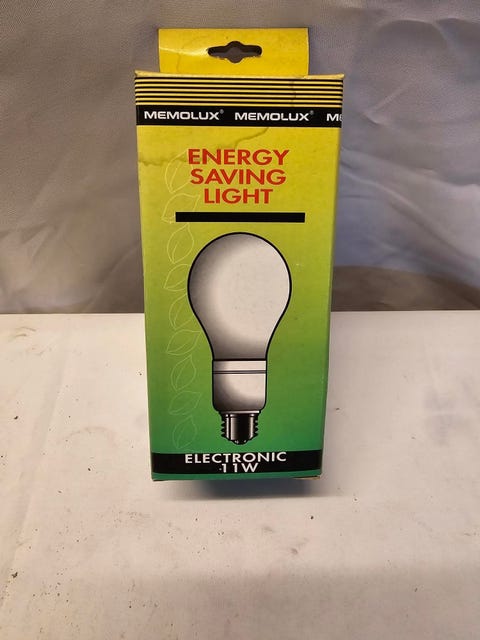 MEMOLUX® MEMOLUX® M
ENERGY
SAVING
LIGHT
ELECTRONIC
11W